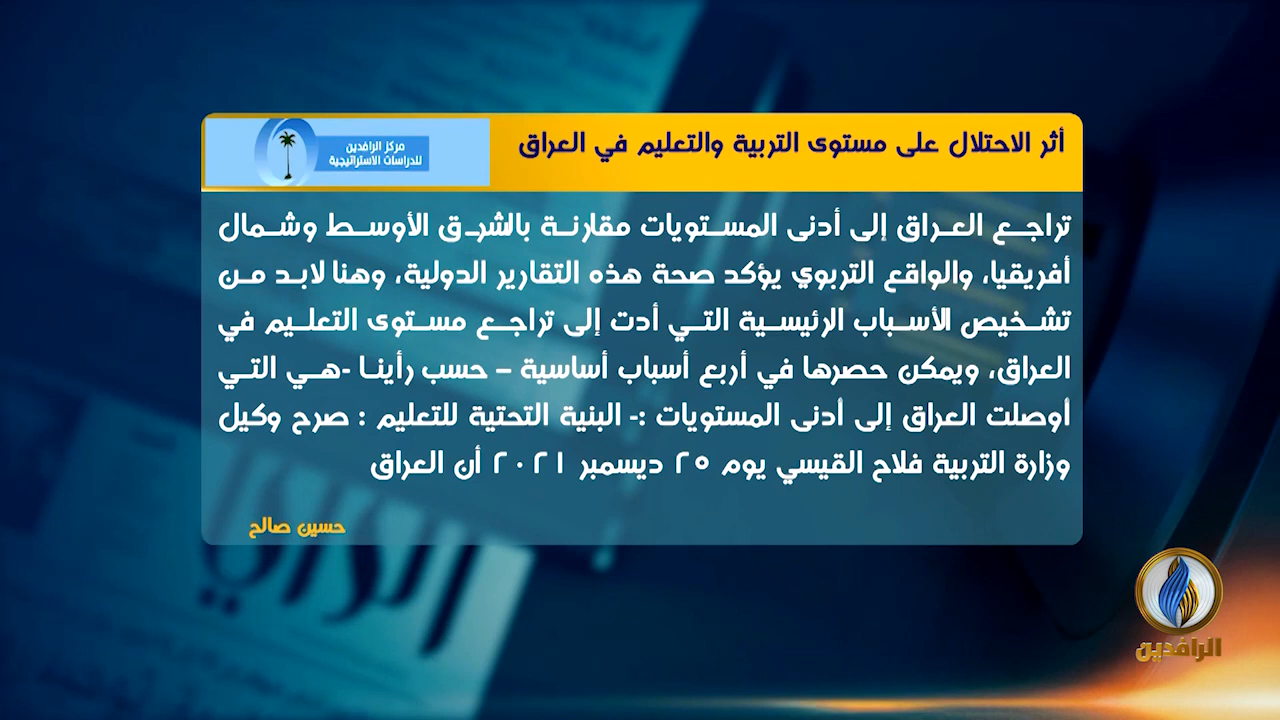 أثر الاحتلال على مستوى التربية والتعليم في العراق
مركز الرافدين
للدراسات الاستراتيجية
تراجع العراق إلى أدنى المستويات مقارنة بالشرق الأوسط وشمال
أفريقيا، والواقع التربوي يؤكد صحة هذه التقارير الدولية، وهنا لابد من
تشخيص الأسباب الرئيسية التي أدت إلى تراجع مستوى التعليم في
العراق، ويمكن حصرها في أربع أسباب أساسية – حسب رأينا -هي التي
أوصلت العراق إلى أدنى المستويات :- البنية التحتية للتعليم : صرح وكيل
وزارة التربية فلاح القيسي يوم ٢٥ ديسمبر ٢٠٢١ أن العراق
حسين صالح
الراي
الرافدين